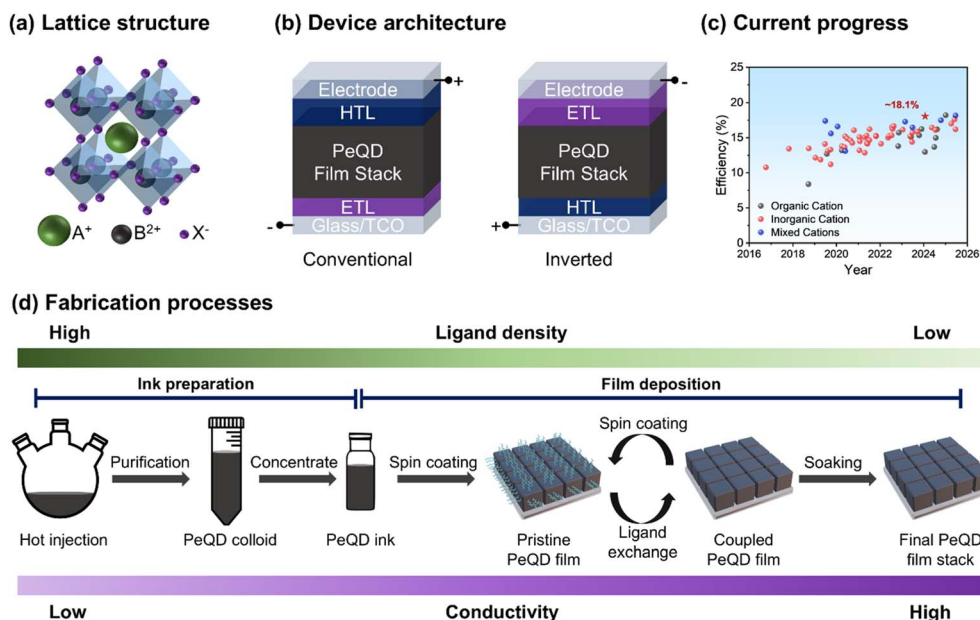 (a) Lattice structure
A+ B2+ X-
(b) Device architecture
Electrode
HTL
PeQD
Film Stack
ETL
Glass/TCO
+
-
Conventional
Electrode
ETL
PeQD
Film Stack
HTL
Glass/TCO
-
+
Inverted
(c) Current progress
25
20
15
10
5
0
Efficiency (%)
~18.1%
Organic Cation
Inorganic Cation
Mixed Cations
2016 2018 2020 2022 2024 2026
Year
(d) Fabrication processes
High Ligand density Low
Ink preparation Film deposition
Hot injection
Purification
PeQD colloid
Concentrate
PeQD ink
Spin coating
Pristine
PeQD film
Spin coating
Ligand
exchange
Coupled
PeQD film
Soaking
Final PeQD
film stack
Low Conductivity High